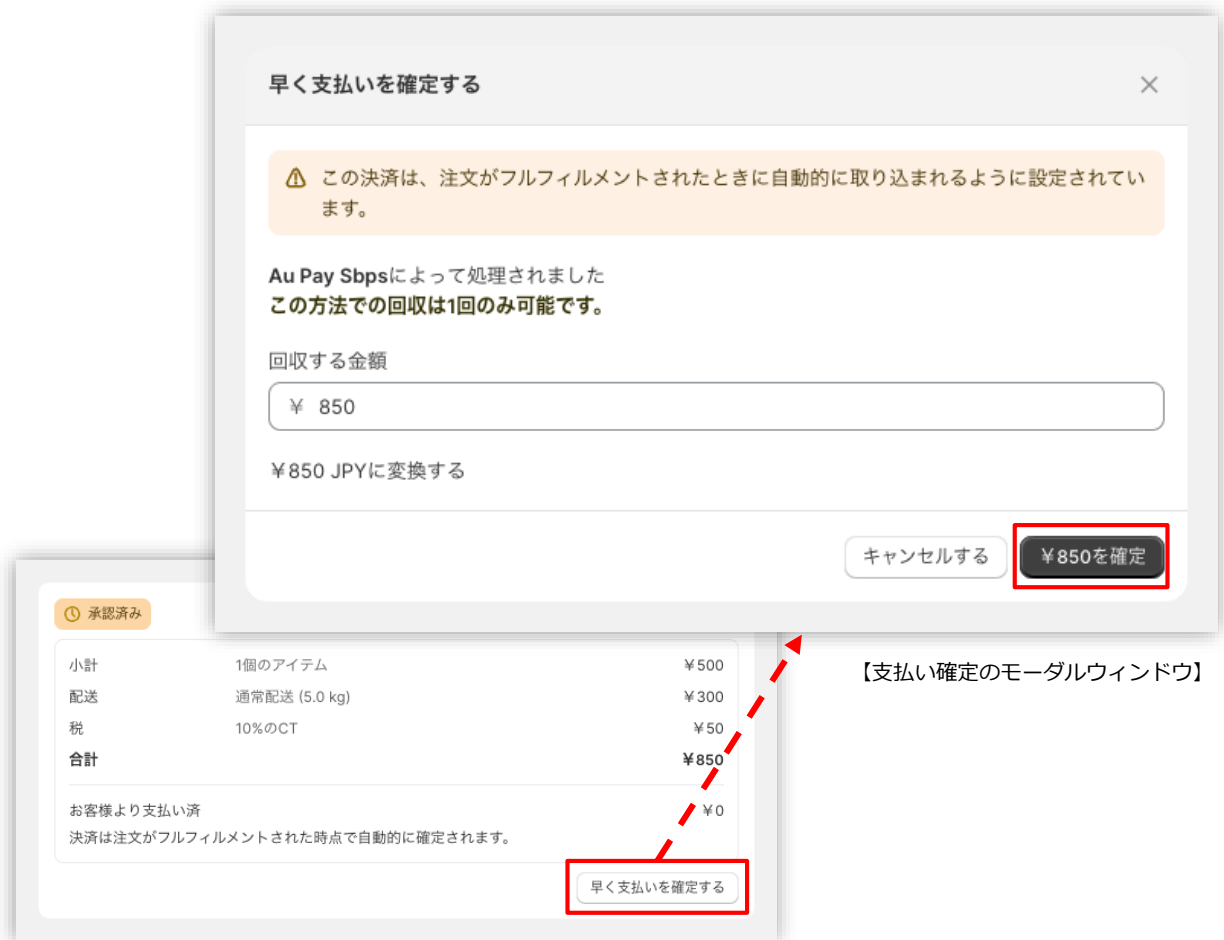 早く支払いを確定する
この決済は、注文がフルフィルメントされたときに自動的に取り込まれるように設定されてい
ます。
Au Pay Sbpsによって処理されました
この方法での回収は1回のみ可能です。
回収する金額
¥ 850
¥850 JPYに変換する
キャンセルする
¥850を確定
【支払い確定のモーダルウィンドウ】
承認済み
小計 1個のアイテム ¥500
配送 通常配送 (5.0 kg) ¥300
税 10%のCT ¥50
合計 ¥850
お客様より支払い済 ¥0
決済は注文がフルフィルメントされた時点で自動的に確定されます。
早く支払いを確定する